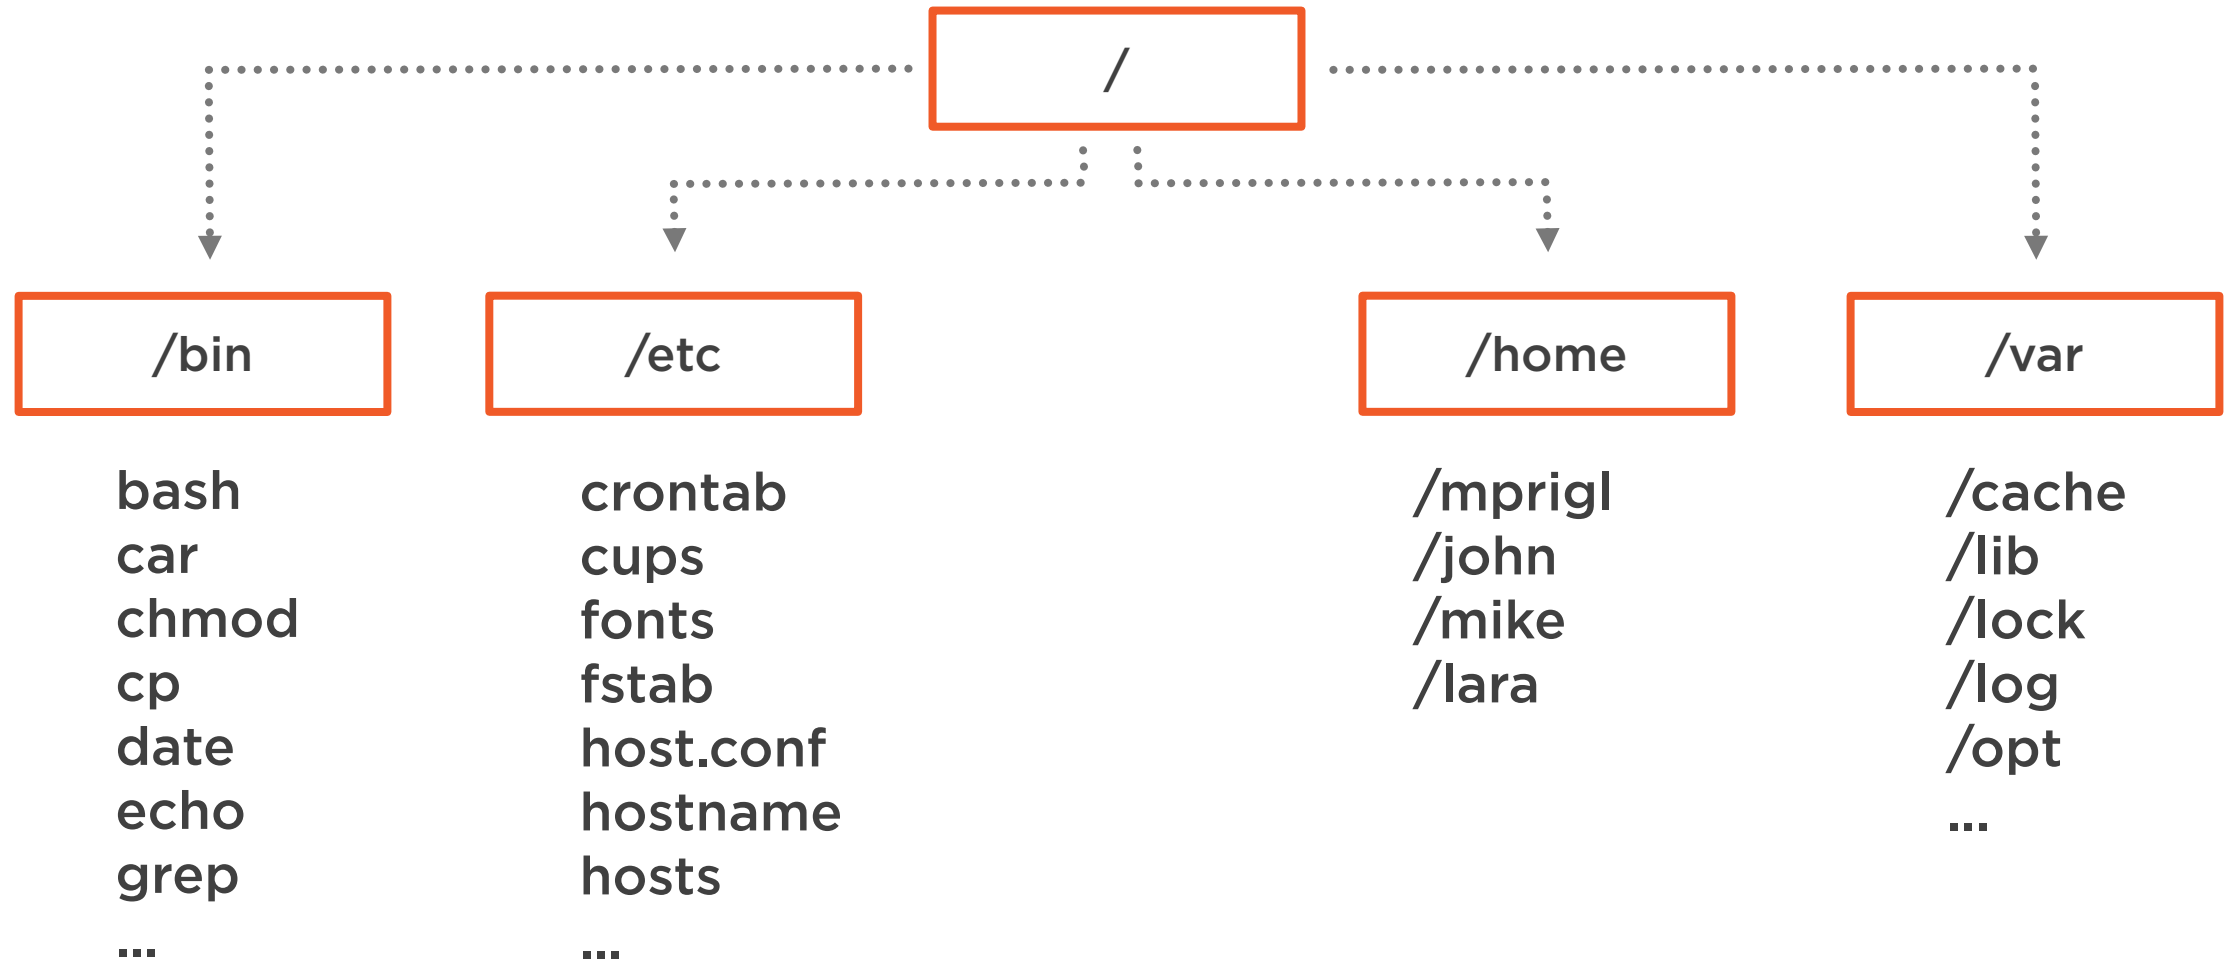 /
/bin
/etc
/home
/var
bash
car
chmod
cp
date
echo
grep
...
crontab
cups
fonts
fstab
host.conf
hostname
hosts
...
/mprigl
/john
/mike
/lara
/cache
/lib
/lock
/log
/opt
...